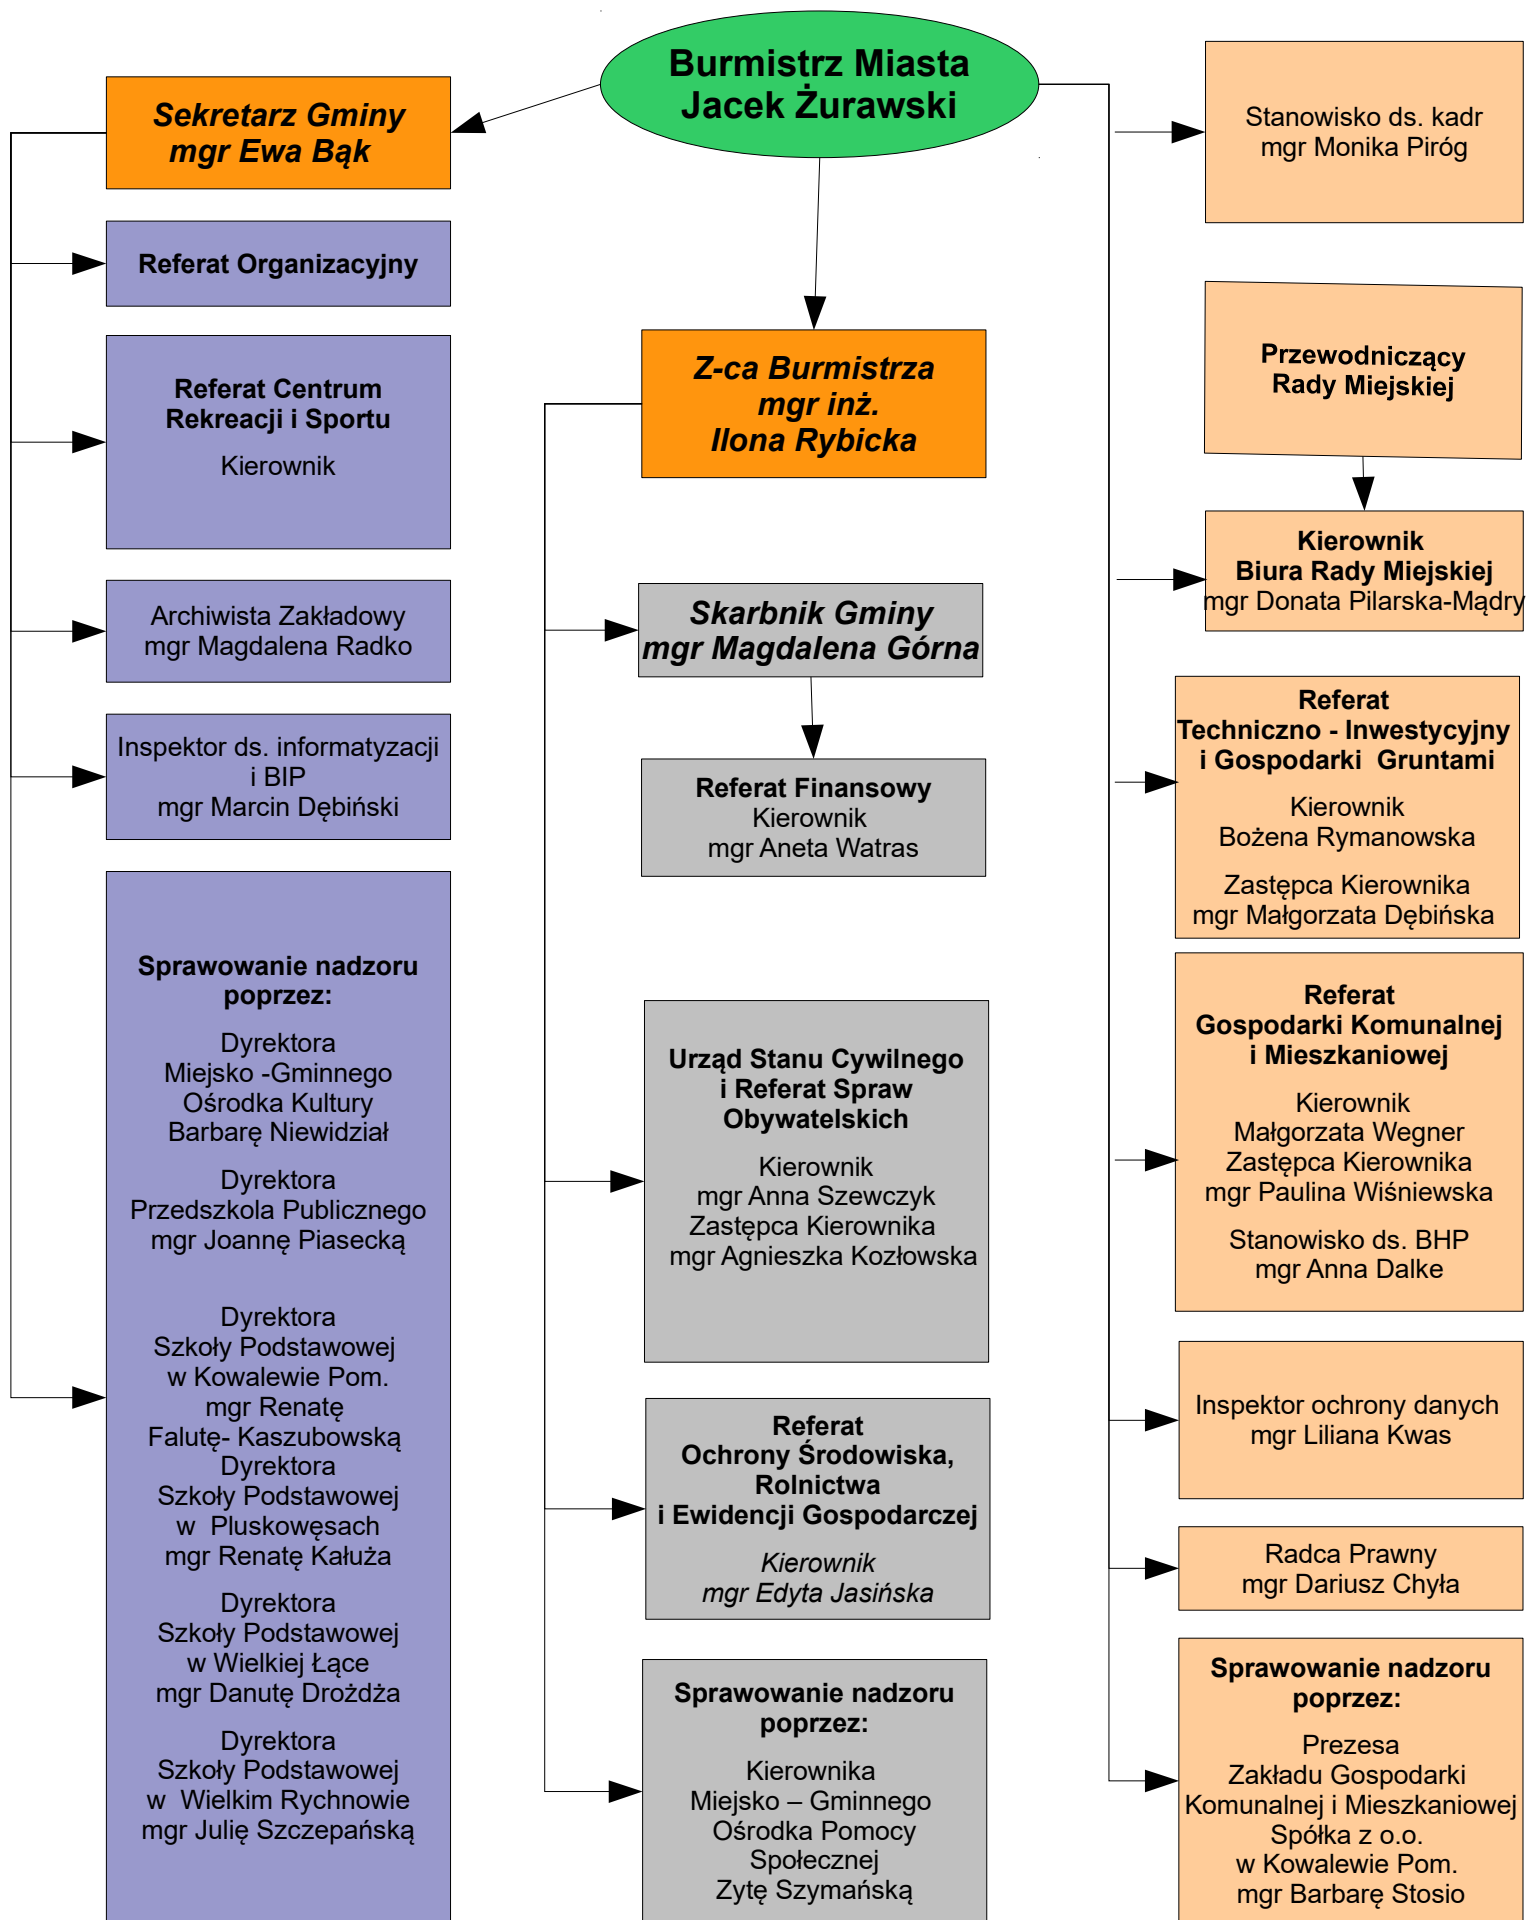 Burmistrz Miasta
Jacek Żurawski
Sekretarz Gminy
mgr Ewa Bąk
Referat Organizacyjny
Referat Centrum
Rekreacji i Sportu
Kierownik
Archiwista Zakładowy
mgr Magdalena Radko
Inspektor ds. informatyzacji
i BIP
mgr Marcin Dębiński
Sprawowanie nadzoru
poprzez:
Dyrektora
Miejsko -Gminnego
Ośrodka Kultury
Barbarę Niewidział
Dyrektora
Przedszkola Publicznego
mgr Joannę Piasecką
Dyrektora
Szkoły Podstawowej
w Kowalewie Pom.
mgr Renatę
Falutę- Kaszubowską
Dyrektora
Szkoły Podstawowej
w Pluskowęsach
mgr Renatę Kałuża
Dyrektora
Szkoły Podstawowej
w Wielkiej Łące
mgr Danutę Drożdża
Dyrektora
Szkoły Podstawowej
w Wielkim Rychnowie
mgr Julię Szczepańską
Z-ca Burmistrza
mgr inż.
Ilona Rybicka
Skarbnik Gminy
mgr Magdalena Górna
Referat Finansowy
Kierownik
mgr Aneta Watras
Urząd Stanu Cywilnego
i Referat Spraw
Obywatelskich
Kierownik
mgr Anna Szewczyk
Zastępca Kierownika
mgr Agnieszka Kozłowska
Referat
Ochrony Środowiska,
Rolnictwa
i Ewidencji Gospodarczej
Kierownik
mgr Edyta Jasińska
Sprawowanie nadzoru
poprzez:
Kierownika
Miejsko – Gminnego
Ośrodka Pomocy
Społecznej
Zytę Szymańską
Stanowisko ds. kadr
mgr Monika Piróg
Przewodniczący
Rady Miejskiej
Kierownik
Biura Rady Miejskiej
mgr Donata Pilarska-Mądry
Referat
Techniczno - Inwestycyjny
i Gospodarki Gruntami
Kierownik
Bożena Rymanowska
Zastępca Kierownika
mgr Małgorzata Dębińska
Referat
Gospodarki Komunalnej
i Mieszkaniowej
Kierownik
Małgorzata Wegner
Zastępca Kierownika
mgr Paulina Wiśniewska
Stanowisko ds. BHP
mgr Anna Dalke
Inspektor ochrony danych
mgr Liliana Kwas
Radca Prawny
mgr Dariusz Chyła
Sprawowanie nadzoru
poprzez:
Prezesa
Zakładu Gospodarki
Komunalnej i Mieszkaniowej
Spółka z o.o.
w Kowalewie Pom.
mgr Barbarę Stosio